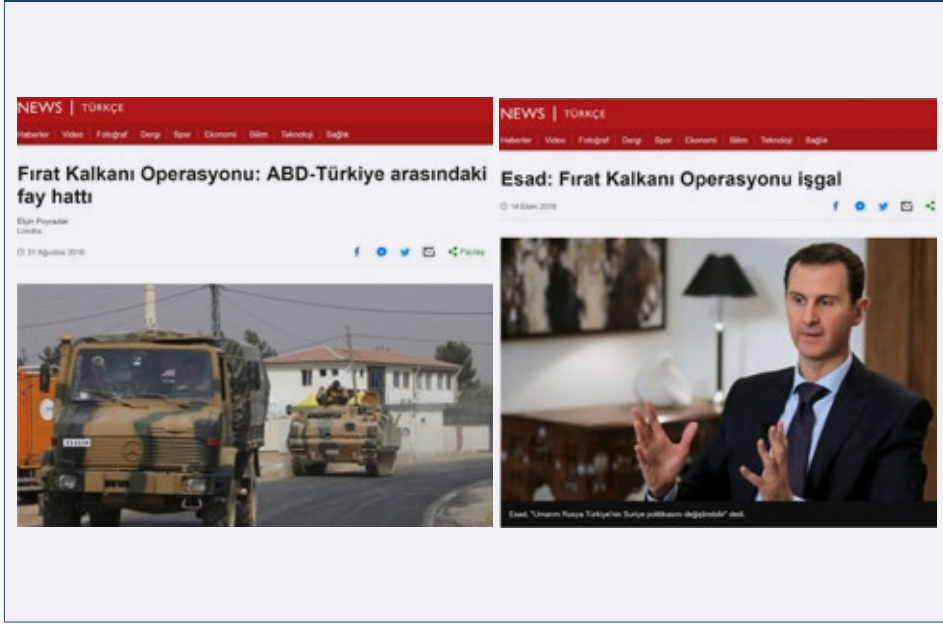 NEWS | TÜRKÇE
Haberler Video Fotoğraf Dergi Spor Ekonomi Bilim Teknoloji Sağlık
Fırat Kalkanı Operasyonu: ABD-Türkiye arasındaki
fay hattı
Elçin Poyrazlar
Londra
31 Ağustos 2016
Paylaş
NEWS | TÜRKÇE
Haberler Video Fotoğraf Dergi Spor Ekonomi Bilim Teknoloji Sağlık
Esad: Fırat Kalkanı Operasyonu işgal
14 Ekim 2016
Esad, "Umarım Rusya Türkiye'nin Suriye politikasını değiştirebilir" dedi.